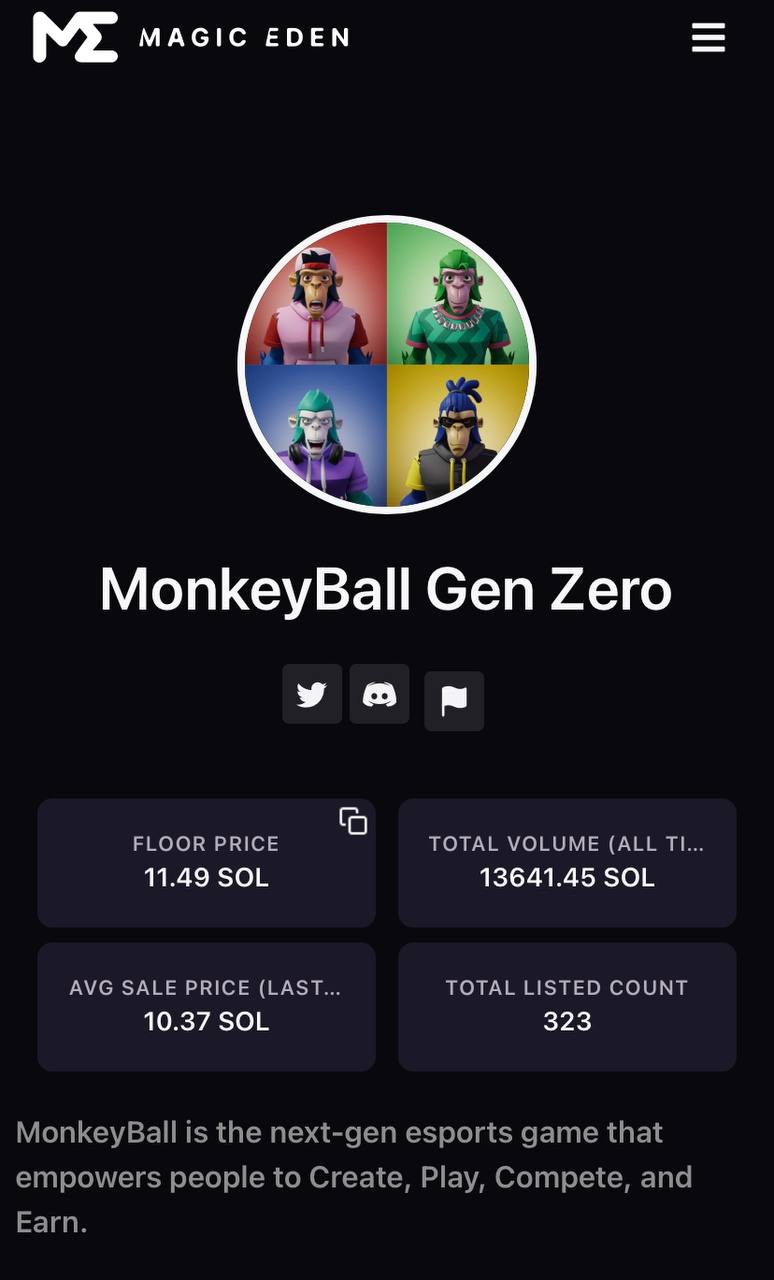 MAGIC EDEN
MonkeyBall Gen Zero
FLOOR PRICE
11.49 SOL
TOTAL VOLUME (ALL TI...
13641.45 SOL
AVG SALE PRICE (LAST...
10.37 SOL
TOTAL LISTED COUNT
323
MonkeyBall is the next-gen esports game that
empowers people to Create, Play, Compete, and
Earn.